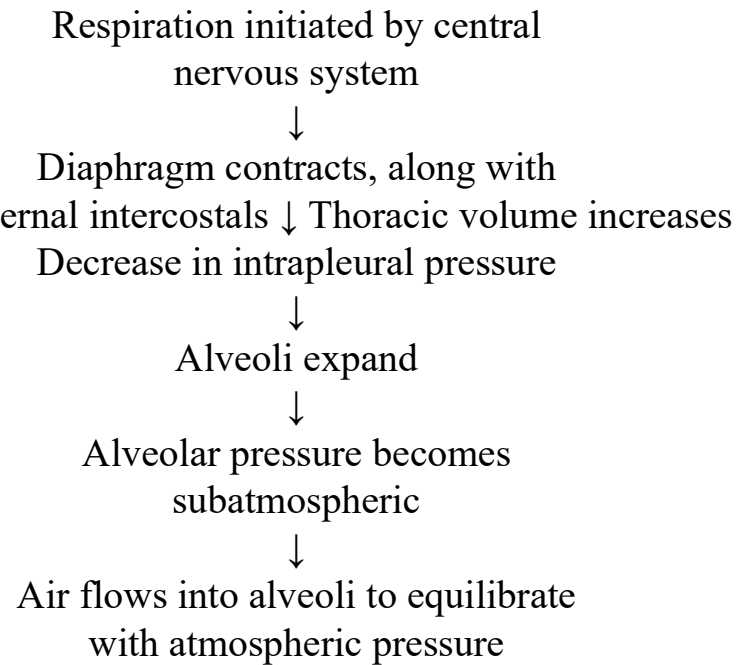 Respiration initiated by central
nervous system
↓
Diaphragm contracts, along with
ernal intercostals ↓ Thoracic volume increases
Decrease in intrapleural pressure
↓
Alveoli expand
↓
Alveolar pressure becomes
subatmospheric
↓
Air flows into alveoli to equilibrate
with atmospheric pressure